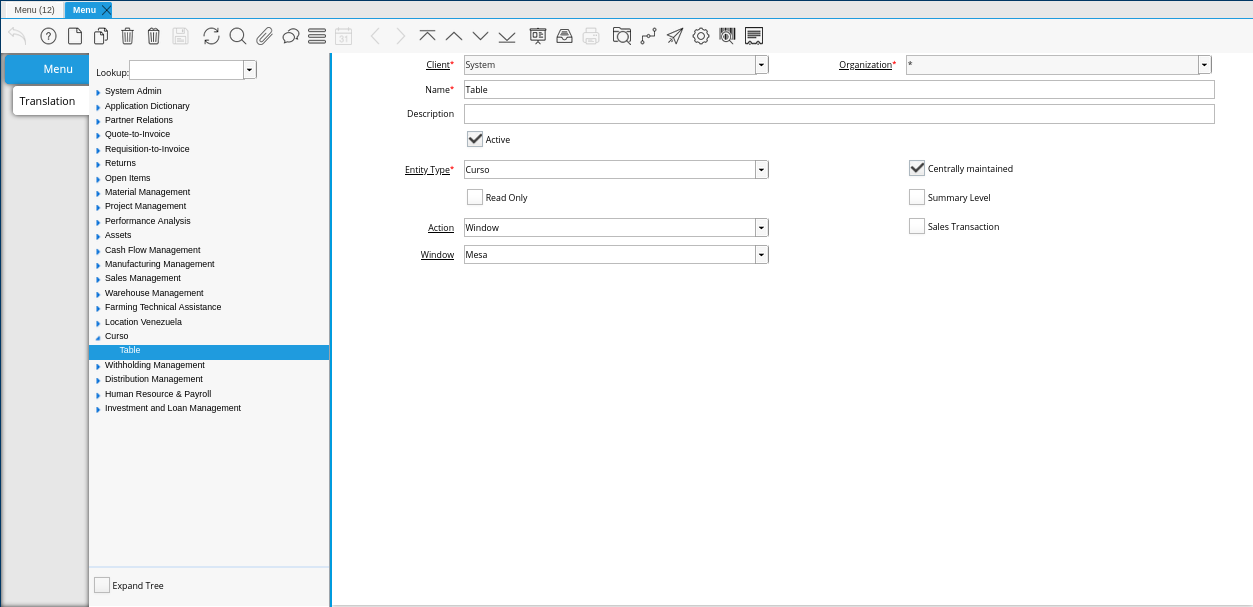 Menu (12)
Menu
31
Menu
Translation
Lookup:
System Admin
Application Dictionary
Partner Relations
Quote-to-Invoice
Requisition-to-Invoice
Returns
Open Items
Material Management
Project Management
Performance Analysis
Assets
Cash Flow Management
Manufacturing Management
Sales Management
Warehouse Management
Farming Technical Assistance
Location Venezuela
Curso
Table
Withholding Management
Distribution Management
Human Resource & Payroll
Investment and Loan Management
Expand Tree
Client* System Organization* *
Name* Table
Description
Active
Entity Type* Curso Centrally maintained
Read Only Summary Level
Action Window Sales Transaction
Window Mesa